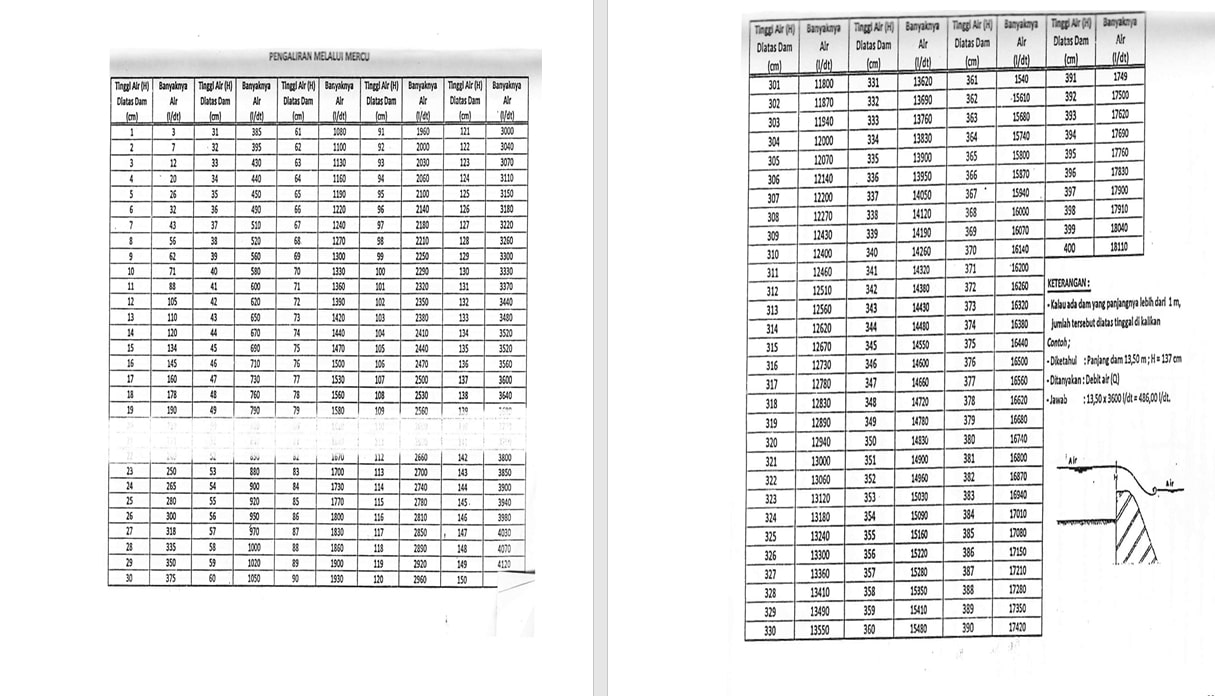 PENGALIRAN MELALUI MERCU
Tinggi Air (H) Banyaknya Tinggi Air (H) Banyaknya Tinggi Air (H) Banyaknya Tinggi Air (H) Banyaknya Tinggi Air (H) Banyaknya
Diatas Dam Air Diatas Dam Air Diatas Dam Air Diatas Dam Air Diatas Dam Air
(cm) (l/dt) (cm) (l/dt) (cm) (l/dt) (cm) (l/dt) (cm) (l/dt)
1 3 31 385 61 1080 91 1960 121 3000
2 7 32 395 62 1100 92 2000 122 3040
3 12 33 430 63 1130 93 2030 123 3070
4 20 34 440 64 1160 94 2060 124 3110
5 26 35 450 65 1190 95 2100 125 3150
6 32 36 490 66 1220 96 2140 126 3180
7 43 37 510 67 1240 97 2180 127 3220
8 56 38 520 68 1270 98 2210 128 3260
9 62 39 560 69 1300 99 2250 129 3300
10 71 40 580 70 1330 100 2290 130 3330
11 88 41 600 71 1360 101 2320 131 3370
12 105 42 620 72 1390 102 2350 132 3440
13 110 43 650 73 1420 103 2380 133 3480
14 120 44 670 74 1440 104 2410 134 3520
15 134 45 690 75 1470 105 2440 135 3520
16 145 46 710 76 1500 106 2470 136 3560
17 160 47 730 77 1530 107 2500 137 3600
18 178 48 760 78 1560 108 2530 138 3640
19 190 49 790 79 1580 109 2560 139
112 2660 142 3800
23 250 53 880 83 1700 113 2700 143 3850
24 265 54 900 84 1730 114 2740 144 3900
25 280 55 920 85 1770 115 2780 145 3940
26 300 56 950 86 1800 116 2810 146 3980
27 318 57 970 87 1830 117 2850 147 4030
28 335 58 1000 88 1860 118 2890 148 4070
29 350 59 1020 89 1900 119 2920 149 4120
30 375 60 1050 90 1930 120 2960 150
Tinggi Air (H) Banyaknya Tinggi Air (H) Banyaknya Tinggi Air (H) Banyaknya Tinggi Air (H) Banyaknya
Diatas Dam Air Diatas Dam Air Diatas Dam Air Diatas Dam Air
(cm) (l/dt) (cm) (l/dt) (cm) (l/dt) (cm) (l/dt)
301 11800 331 13620 361 1540 391 1749
302 11870 332 13690 362 15610 392 17500
303 11940 333 13760 363 15680 393 17620
304 12000 334 13830 364 15740 394 17690
305 12070 335 13900 365 15800 395 17760
306 12140 336 13950 366 15870 396 17830
307 12200 337 14050 367 15940 397 17900
308 12270 338 14120 368 16000 398 17910
309 12430 339 14190 369 16070 399 18040
310 12400 340 14260 370 16140 400 18110
311 12460 341 14320 371 16200
312 12510 342 14380 372 16260
313 12560 343 14430 373 16320
314 12620 344 14480 374 16380
315 12670 345 14550 375 16440
316 12730 346 14600 376 16500
317 12780 347 14660 377 16560
318 12830 348 14720 378 16620
319 12890 349 14780 379 16680
320 12940 350 14830 380 16740
321 13000 351 14900 381 16800
322 13060 352 14960 382 16870
323 13120 353 15030 383 16940
324 13180 354 15090 384 17010
325 13240 355 15160 385 17080
326 13300 356 15220 386 17150
327 13360 357 15280 387 17210
328 13410 358 15350 388 17280
329 13490 359 15410 389 17350
330 13550 360 15480 390 17420
KETERANGAN :
- Kalau ada dam yang panjangnya lebih dari 1 m,
jumlah tersebut diatas tinggal di kalikan
Contoh ;
- Diketahui : Panjang dam 13,50 m ; H = 137 cm
- Ditanyakan : Debit air (Q)
- Jawab : 13,50 x 3600 l/dt = 486,00 l/dt.
Air
Air